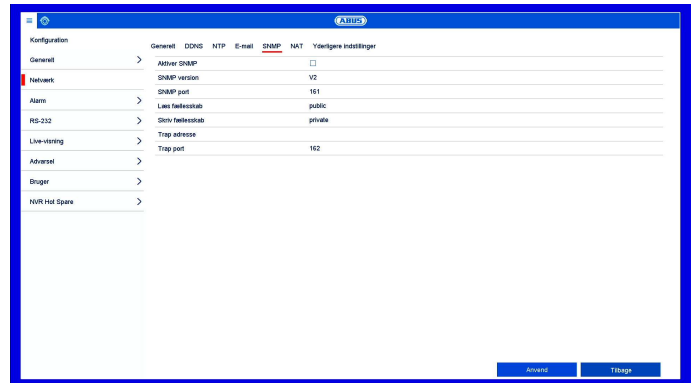 ABUS
Konfiguration
Generelt
Netværk
Alarm
RS-232
Live-visning
Advarsel
Bruger
NVR Hot Spare
Generelt DDNS NTP E-mail SNMP NAT Yderligere indstillinger
Aktiver SNMP
SNMP version V2
SNMP port 161
Læs fællesskab public
Skriv fællesskab private
Trap adresse
Trap port 162
Anvend Tilbage